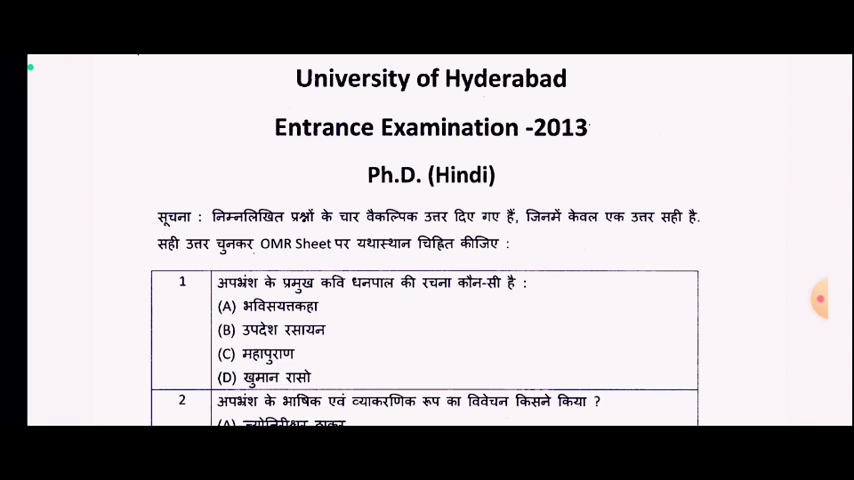 University of Hyderabad
Entrance Examination -2013
Ph.D. (Hindi)
सूचना : निम्नलिखित प्रश्नों के चार वैकल्पिक उत्तर दिए गए हैं, जिनमें केवल एक उत्तर सही है.
सही उत्तर चुनकर OMR Sheet पर यथास्थान चिह्नित कीजिए :
1 अपभ्रंश के प्रमुख कवि धनपाल की रचना कौन-सी है :
(A) भविसयत्तकहा
(B) उपदेश रसायन
(C) महापुराण
(D) खुमान रासो
2 अपभ्रंश के भाषिक एवं व्याकरणिक रूप का विवेचन किसने किया ?
(A)